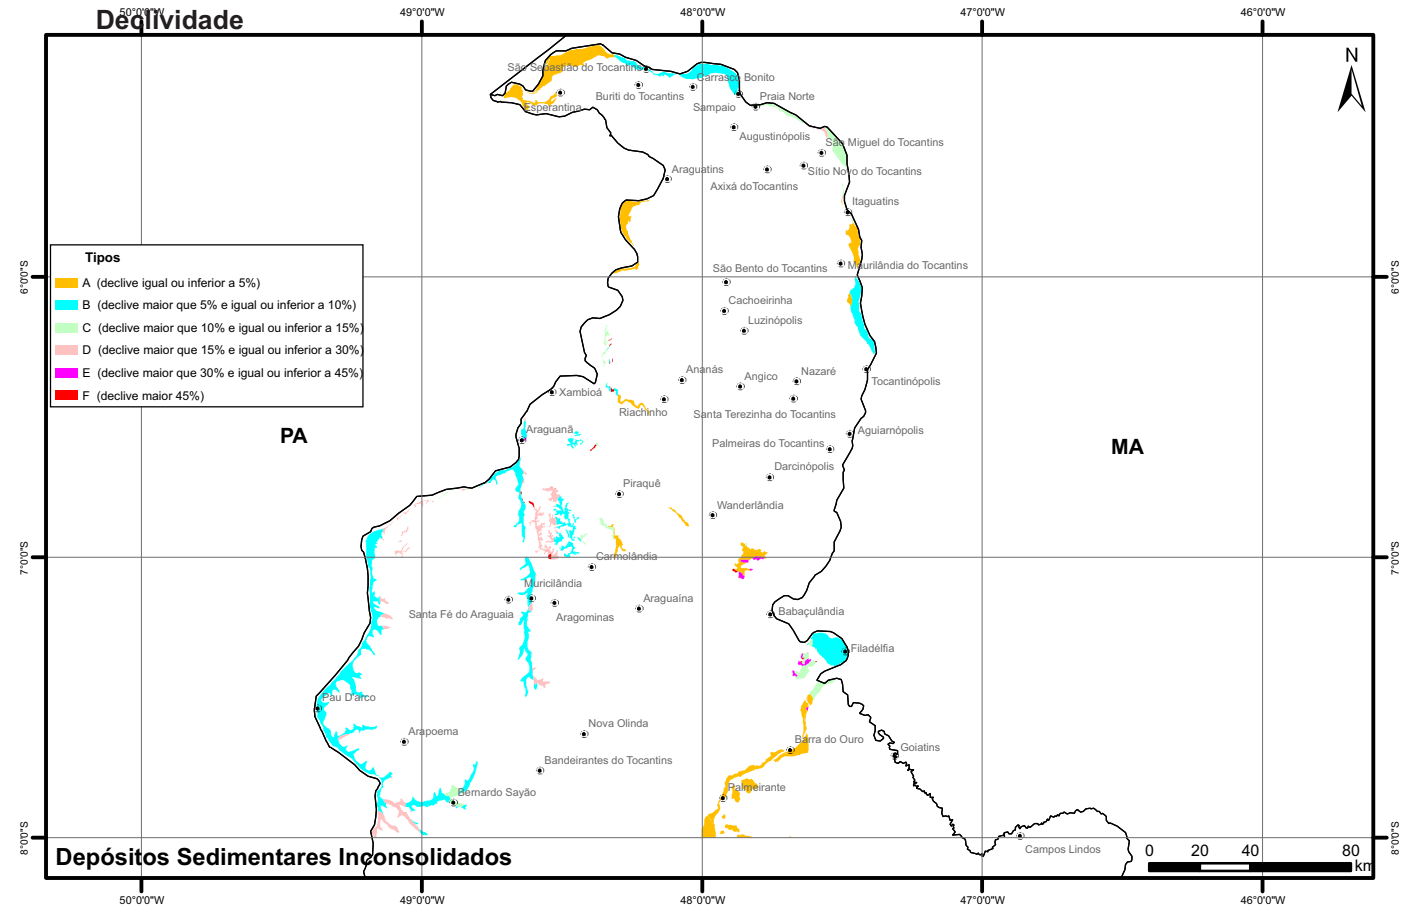 Declividade
50°0'0"W
49°0'0"W
48°0'0"W
47°0'0"W
46°0'0"W
N
São Sebastião do Tocantins
Carrasco Bonito
Esperantina
Buriti do Tocantins
Sampaio
Praia Norte
Augustinópolis
São Miguel do Tocantins
Araguatins
Sítio Novo do Tocantins
Axixá doTocantins
Itaguatins
Tipos
A (declive igual ou inferior a 5%)
B (declive maior que 5% e igual ou inferior a 10%)
C (declive maior que 10% e igual ou inferior a 15%)
D (declive maior que 15% e igual ou inferior a 30%)
E (declive maior que 30% e igual ou inferior a 45%)
F (declive maior 45%)
São Bento do Tocantins
Maurilândia do Tocantins
6°0'0"S
6°0'0"S
Cachoeirinha
Luzinópolis
Ananás
Angico
Nazaré
Tocantinópolis
Xambioá
Riachinho
Santa Terezinha do Tocantins
PA
MA
Araguanã
Aguiarnópolis
Palmeiras do Tocantins
Darcinópolis
Piraquê
Wanderlândia
7°0'0"S
7°0'0"S
Carmolândia
Muricilândia
Santa Fé do Araguaia
Aragominas
Araguaína
Babaçulândia
Filadélfia
Pau D'arco
Arapoema
Nova Olinda
Barra do Ouro
Goiatins
Bandeirantes do Tocantins
Bernardo Sayão
Palmeirante
8°0'0"S
8°0'0"S
Campos Lindos
Depósitos Sedimentares Inconsolidados
0 20 40 80
km
50°0'0"W
49°0'0"W
48°0'0"W
47°0'0"W
46°0'0"W